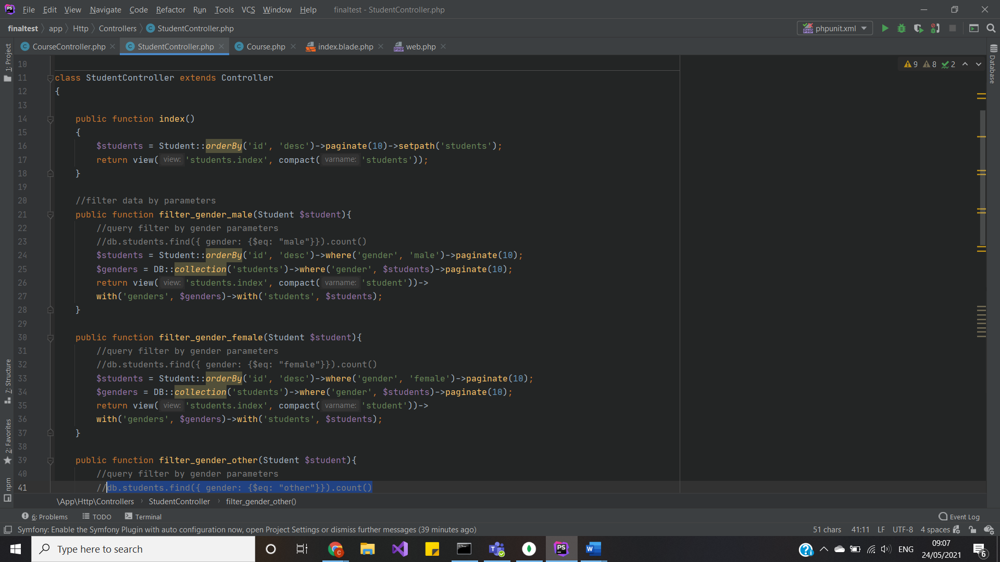 File Edit View Navigate Code Refactor Run Tools VCS Window Help finaltest - StudentController.php
finaltest app Http Controllers StudentController.php phpunit.xml
CourseController.php StudentController.php Course.php index.blade.php web.php
1: Project
7: Structure
2: Favorites
npm
Database
9 8 2
10
11 class StudentController extends Controller
12 {
13
14 public function index()
15 {
16 $students = Student::orderBy('id', 'desc')->paginate(10)->setpath('students');
17 return view( view: 'students.index', compact( varname: 'students'));
18 }
19
20 //filter data by parameters
21 public function filter_gender_male(Student $student){
22 //query filter by gender parameters
23 //db.students.find({ gender: {$eq: "male"}}).count()
24 $students = Student::orderBy('id', 'desc')->where('gender', 'male')->paginate(10);
25 $genders = DB::collection('students')->where('gender', $students)->paginate(10);
26 return view( view: 'students.index', compact( varname: 'student'))->
27 with('genders', $genders)->with('students', $students);
28 }
29
30 public function filter_gender_female(Student $student){
31 //query filter by gender parameters
32 //db.students.find({ gender: {$eq: "female"}}).count()
33 $students = Student::orderBy('id', 'desc')->where('gender', 'female')->paginate(10);
34 $genders = DB::collection('students')->where('gender', $students)->paginate(10);
35 return view( view: 'students.index', compact( varname: 'student'))->
36 with('genders', $genders)->with('students', $students);
37 }
38
39 public function filter_gender_other(Student $student){
40 //query filter by gender parameters
41 //db.students.find({ gender: {$eq: "other"}}).count()
\App\Http\Controllers StudentController filter_gender_other()
6: Problems TODO Terminal Event Log
Symfony: Enable the Symfony Plugin with auto configuration now, open Project Settings or dismiss further messages (39 minutes ago) 51 chars 41:11 LF UTF-8 4 spaces
Type here to search
ENG
09:07
24/05/2021
6